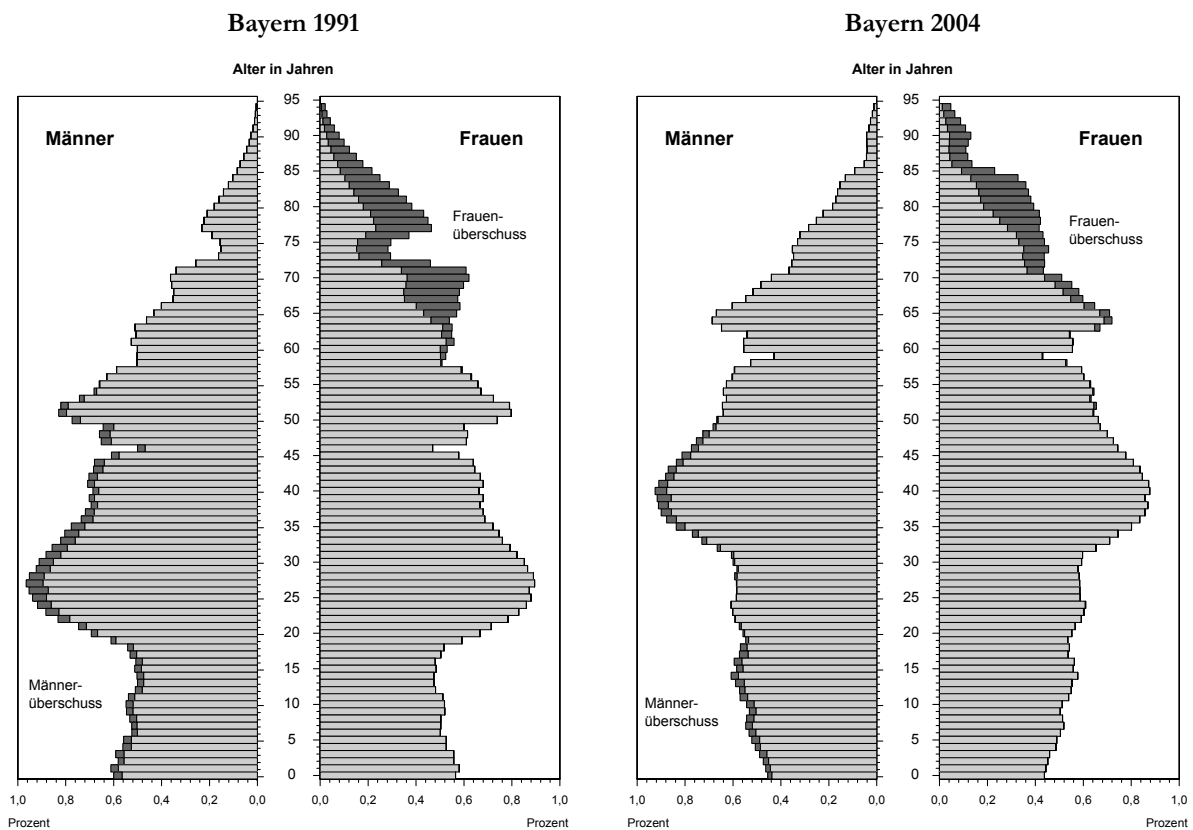 Bayern 1991
Alter in Jahren
Männer
Frauen
Frauen-
überschuss
Männer-
überschuss
95
90
85
80
75
70
65
60
55
50
45
40
35
30
25
20
15
10
5
0
1,0 0,8 0,6 0,4 0,2 0,0
0,0 0,2 0,4 0,6 0,8 1,0
Prozent
Prozent
Bayern 2004
Alter in Jahren
Männer
Frauen
Frauen-
überschuss
Männer-
überschuss
95
90
85
80
75
70
65
60
55
50
45
40
35
30
25
20
15
10
5
0
1,0 0,8 0,6 0,4 0,2 0,0
0,0 0,2 0,4 0,6 0,8 1,0
Prozent
Prozent